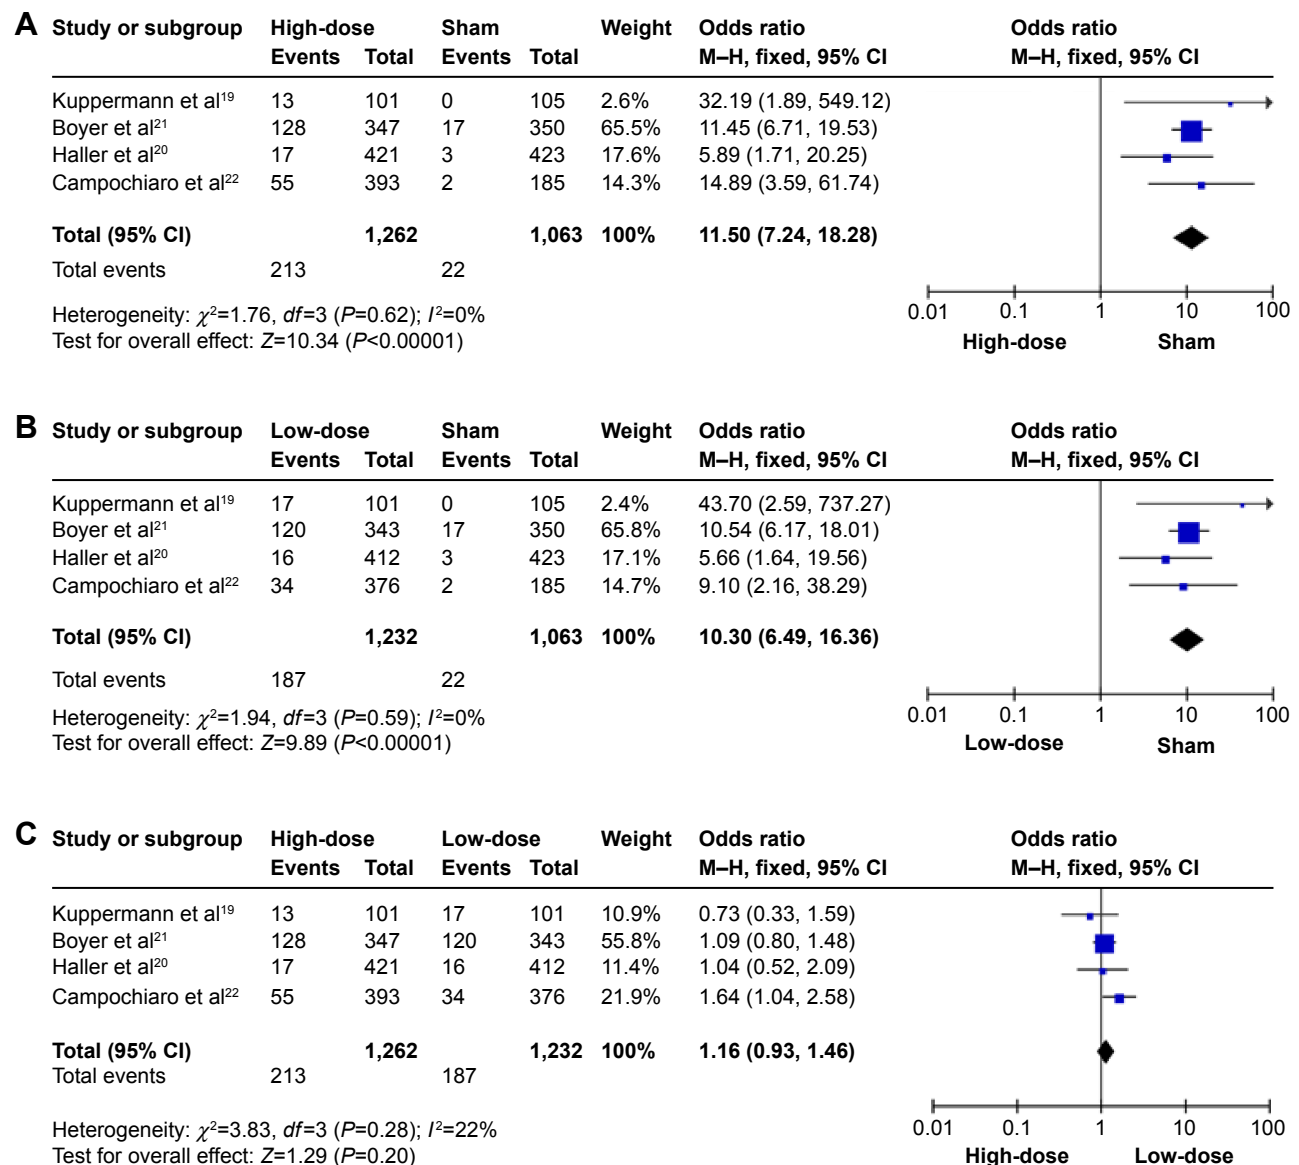 A Study or subgroup High-dose Sham Weight Odds ratio Odds ratio
Events Total Events Total M–H, fixed, 95% CI M–H, fixed, 95% CI
Kuppermann et al19 13 101 0 105 2.6% 32.19 (1.89, 549.12)
Boyer et al21 128 347 17 350 65.5% 11.45 (6.71, 19.53)
Haller et al20 17 421 3 423 17.6% 5.89 (1.71, 20.25)
Campochiaro et al22 55 393 2 185 14.3% 14.89 (3.59, 61.74)
Total (95% CI) 1,262 1,063 100% 11.50 (7.24, 18.28)
Total events 213 22
Heterogeneity: χ2=1.76, df=3 (P=0.62); I2=0%
Test for overall effect: Z=10.34 (P<0.00001)
0.01 0.1 1 10 100
High-dose Sham
B Study or subgroup Low-dose Sham Weight Odds ratio Odds ratio
Events Total Events Total M–H, fixed, 95% CI M–H, fixed, 95% CI
Kuppermann et al19 17 101 0 105 2.4% 43.70 (2.59, 737.27)
Boyer et al21 120 343 17 350 65.8% 10.54 (6.17, 18.01)
Haller et al20 16 412 3 423 17.1% 5.66 (1.64, 19.56)
Campochiaro et al22 34 376 2 185 14.7% 9.10 (2.16, 38.29)
Total (95% CI) 1,232 1,063 100% 10.30 (6.49, 16.36)
Total events 187 22
Heterogeneity: χ2=1.94, df=3 (P=0.59); I2=0%
Test for overall effect: Z=9.89 (P<0.00001)
0.01 0.1 1 10 100
Low-dose Sham
C Study or subgroup High-dose Low-dose Weight Odds ratio Odds ratio
Events Total Events Total M–H, fixed, 95% CI M–H, fixed, 95% CI
Kuppermann et al19 13 101 17 101 10.9% 0.73 (0.33, 1.59)
Boyer et al21 128 347 120 343 55.8% 1.09 (0.80, 1.48)
Haller et al20 17 421 16 412 11.4% 1.04 (0.52, 2.09)
Campochiaro et al22 55 393 34 376 21.9% 1.64 (1.04, 2.58)
Total (95% CI) 1,262 1,232 100% 1.16 (0.93, 1.46)
Total events 213 187
Heterogeneity: χ2=3.83, df=3 (P=0.28); I2=22%
Test for overall effect: Z=1.29 (P=0.20)
0.01 0.1 1 10 100
High-dose Low-dose